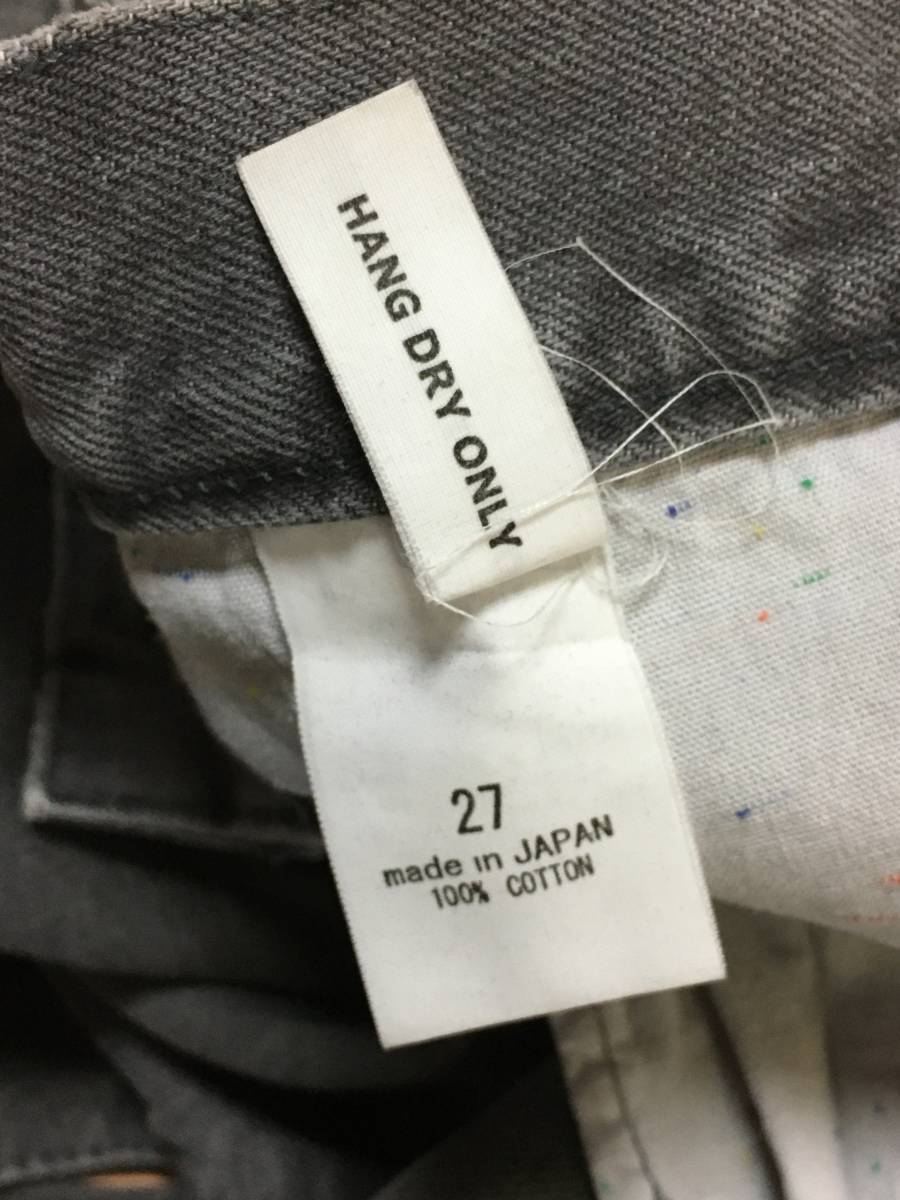 HANG DRY ONLY
27
made in JAPAN
100% COTTON